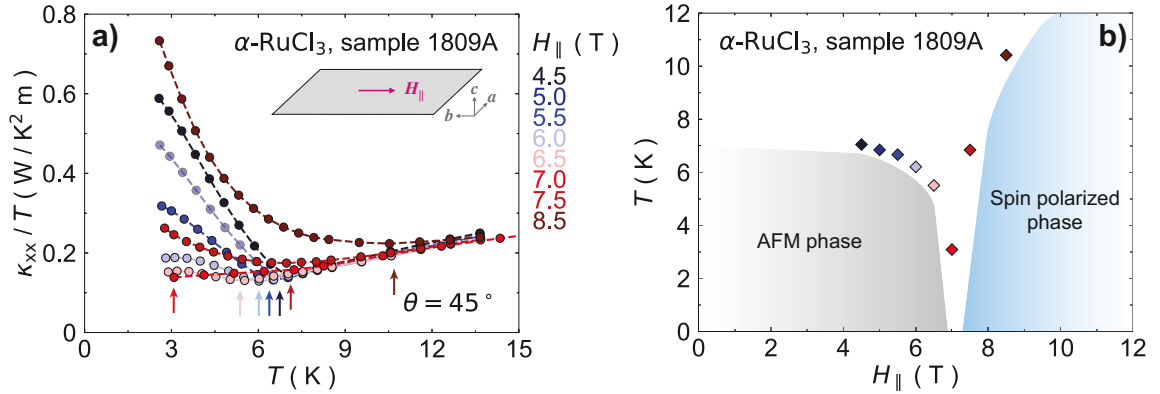 a)
α-RuCl₃, sample 1809A
H∥
c
a
b
θ = 45°
κxx / T ( W / K² m )
0.8
0.6
0.4
0.2
0
0
3
6
9
12
15
T ( K )
H∥ (T)
4.5
5.0
5.5
6.0
6.5
7.0
7.5
8.5
b)
α-RuCl₃, sample 1809A
AFM phase
Spin polarized
phase
T ( K )
12
10
8
6
4
2
0
0
2
4
6
8
10
12
H∥ (T)